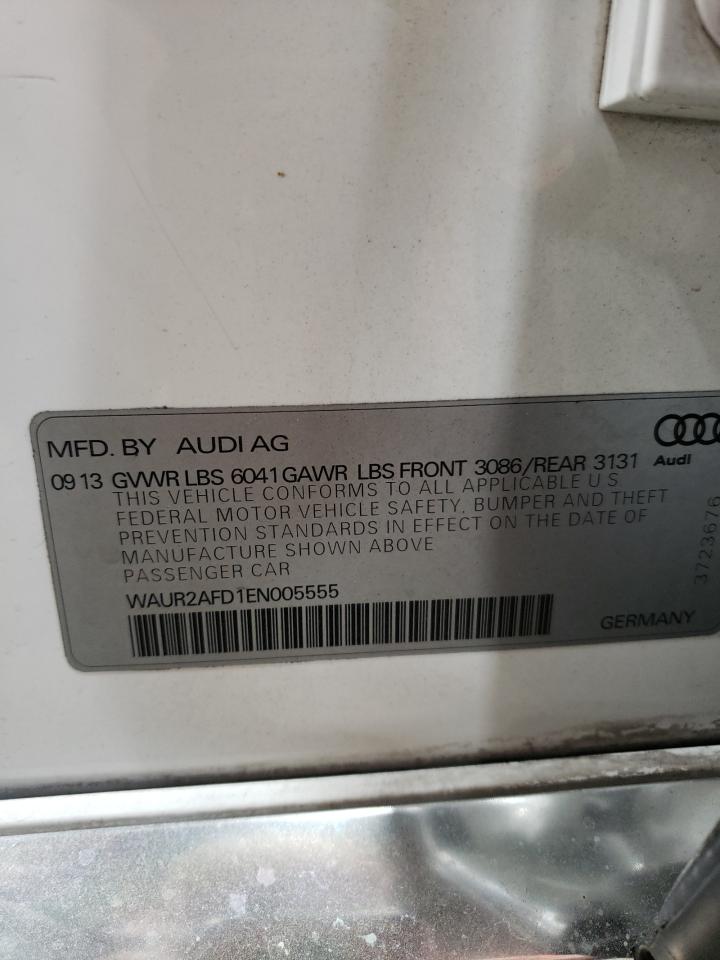 MFD. BY AUDI AG
09 13 GVWR LBS 6041 GAWR LBS FRONT 3086/REAR 3131
Audi
THIS VEHICLE CONFORMS TO ALL APPLICABLE U S
FEDERAL MOTOR VEHICLE SAFETY. BUMPER AND THEFT
PREVENTION STANDARDS IN EFFECT ON THE DATE OF
MANUFACTURE SHOWN ABOVE
PASSENGER CAR
WAUR2AFD1EN005555
GERMANY
3723676